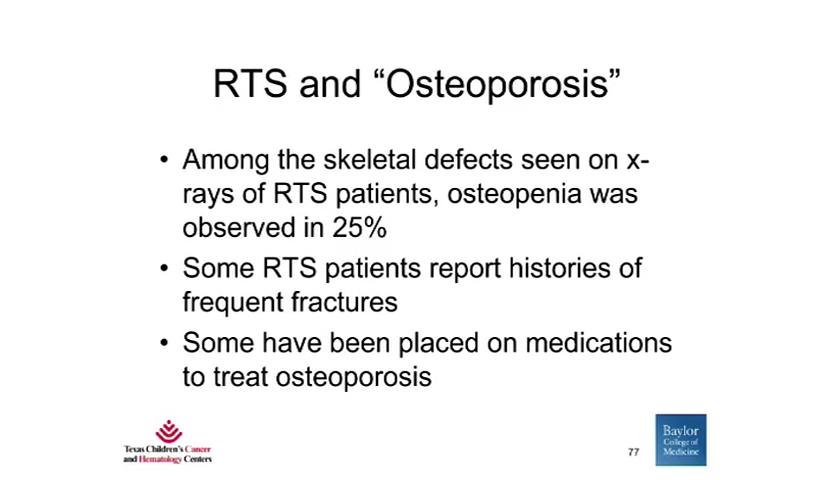 RTS and “Osteoporosis”
• Among the skeletal defects seen on x-
rays of RTS patients, osteopenia was
observed in 25%
• Some RTS patients report histories of
frequent fractures
• Some have been placed on medications
to treat osteoporosis
Texas Children's Cancer
and Hematology Centers
77
Baylor
College of
Medicine